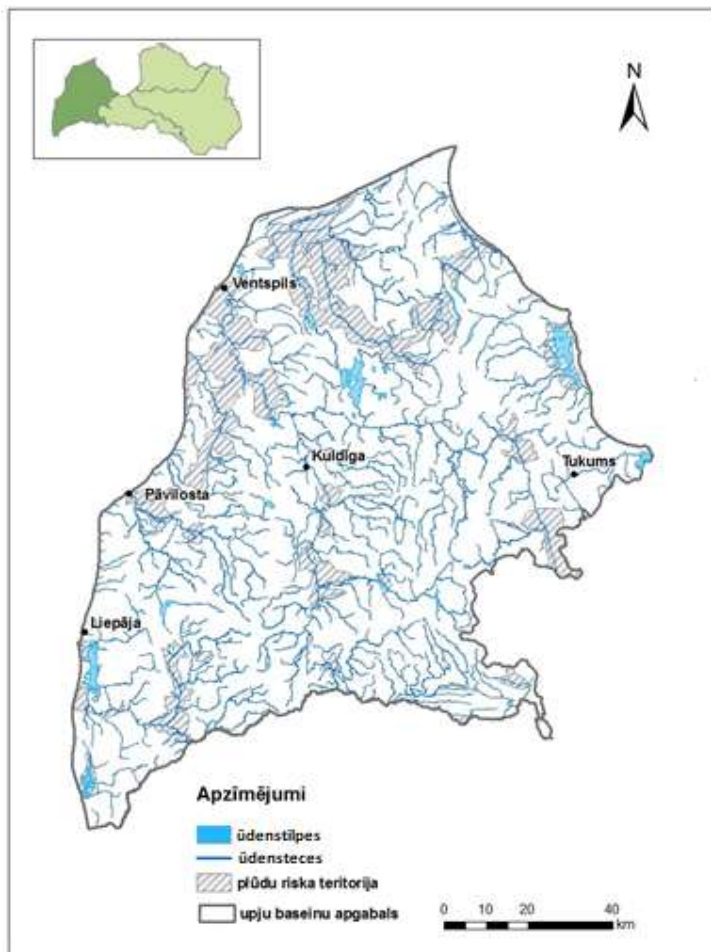 N
Ventspils
Kuldīga
Tukums
Pāvilosta
Liepāja
Apzīmējumi
ūdenstilpes
ūdensteces
plūdu riska teritorija
upju baseinu apgabals
0 10 20 40
km